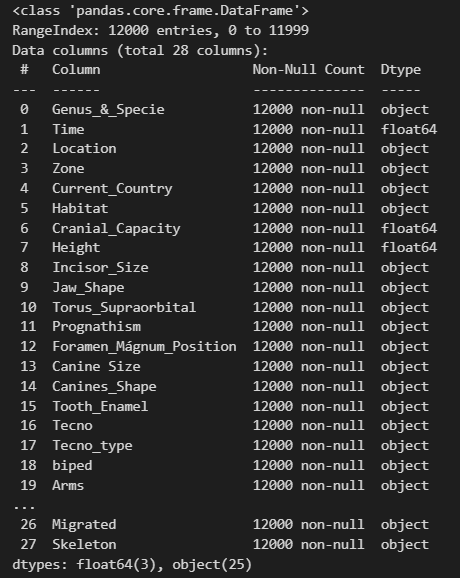 <class 'pandas.core.frame.DataFrame'>
RangeIndex: 12000 entries, 0 to 11999
Data columns (total 28 columns):
 #   Column                  Non-Null Count  Dtype
---  ------                  --------------  -----
 0   Genus_&_Specie          12000 non-null  object
 1   Time                    12000 non-null  float64
 2   Location                12000 non-null  object
 3   Zone                    12000 non-null  object
 4   Current_Country         12000 non-null  object
 5   Habitat                 12000 non-null  object
 6   Cranial_Capacity        12000 non-null  float64
 7   Height                  12000 non-null  float64
 8   Incisor_Size            12000 non-null  object
 9   Jaw_Shape               12000 non-null  object
 10  Torus_Supraorbital      12000 non-null  object
 11  Prognathism             12000 non-null  object
 12  Foramen_Mágnum_Position  12000 non-null  object
 13  Canine Size             12000 non-null  object
 14  Canines_Shape           12000 non-null  object
 15  Tooth_Enamel            12000 non-null  object
 16  Tecno                   12000 non-null  object
 17  Tecno_type              12000 non-null  object
 18  biped                   12000 non-null  object
 19  Arms                    12000 non-null  object
...
 26  Migrated                12000 non-null  object
 27  Skeleton                12000 non-null  object
dtypes: float64(3), object(25)